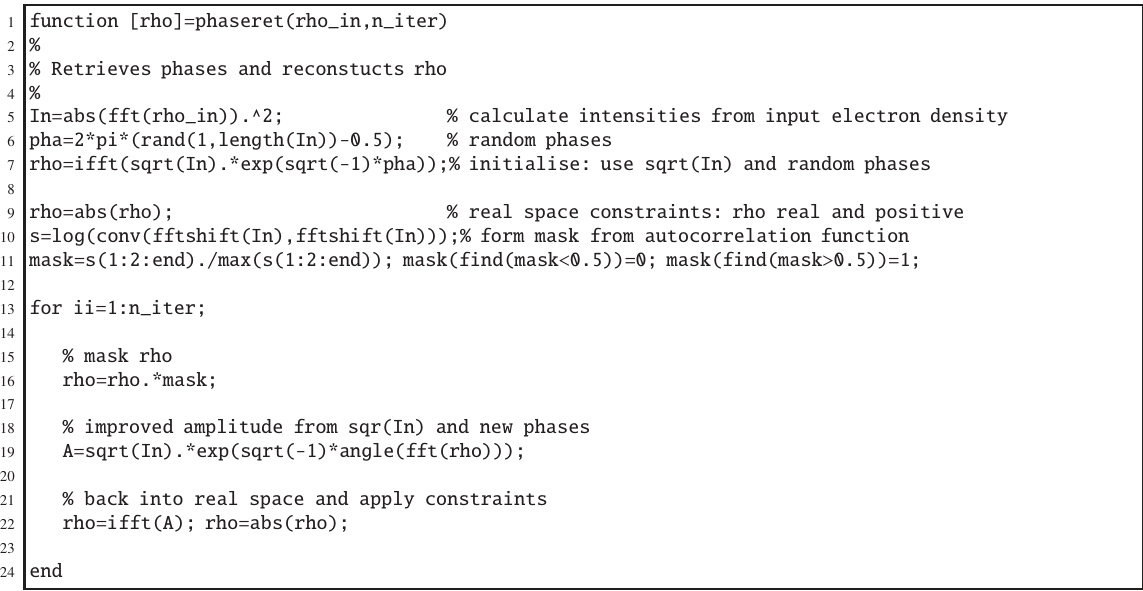 1 function [rho]=phaseret(rho_in,n_iter)
2 %
3 % Retrieves phases and reconstucts rho
4 %
5 In=abs(fft(rho_in)).^2; % calculate intensities from input electron density
6 pha=2*pi*(rand(1,length(In))-0.5); % random phases
7 rho=ifft(sqrt(In).*exp(sqrt(-1)*pha));% initialise: use sqrt(In) and random phases
8
9 rho=abs(rho); % real space constraints: rho real and positive
10 s=log(conv(fftshift(In),fftshift(In)));% form mask from autocorrelation function
11 mask=s(1:2:end)./max(s(1:2:end)); mask(find(mask<0.5))=0; mask(find(mask>0.5))=1;
12
13 for ii=1:n_iter;
14
15 % mask rho
16 rho=rho.*mask;
17
18 % improved amplitude from sqr(In) and new phases
19 A=sqrt(In).*exp(sqrt(-1)*angle(fft(rho)));
20
21 % back into real space and apply constraints
22 rho=ifft(A); rho=abs(rho);
23
24 end